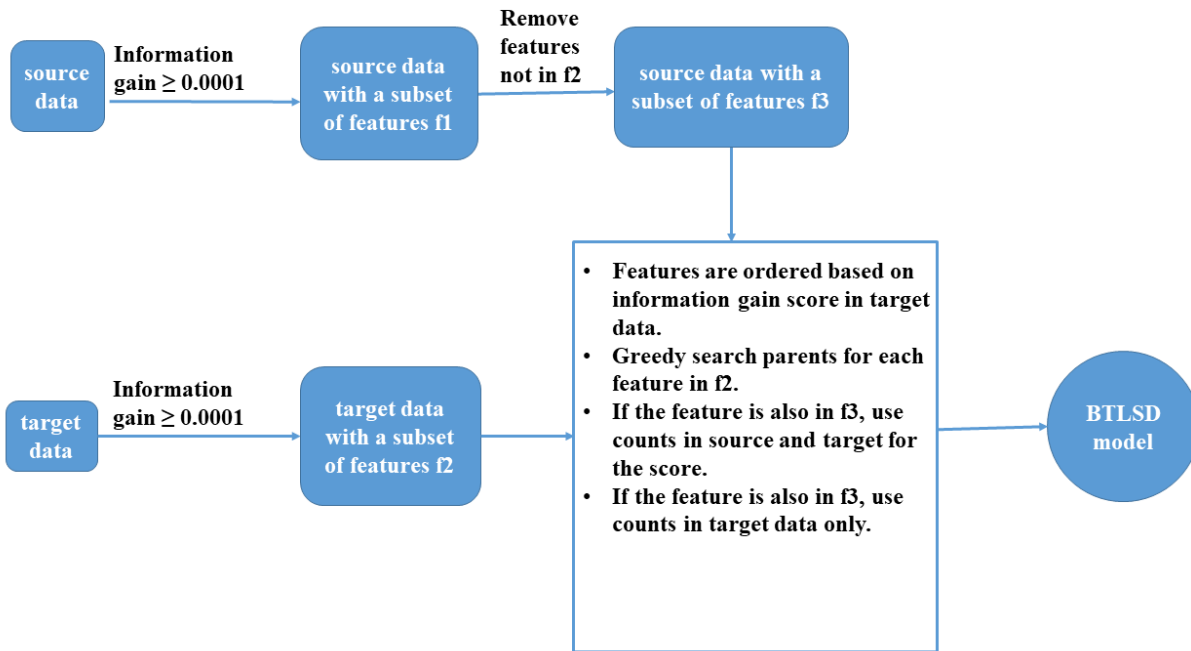 source
data
Information
gain ≥ 0.0001
source data
with a subset
of features f1
Remove
features
not in f2
source data with a
subset of features f3
target
data
Information
gain ≥ 0.0001
target data
with a subset
of features f2
• Features are ordered based on
information gain score in target
data.
• Greedy search parents for each
feature in f2.
• If the feature is also in f3, use
counts in source and target for
the score.
• If the feature is also in f3, use
counts in target data only.
BTLSD
model